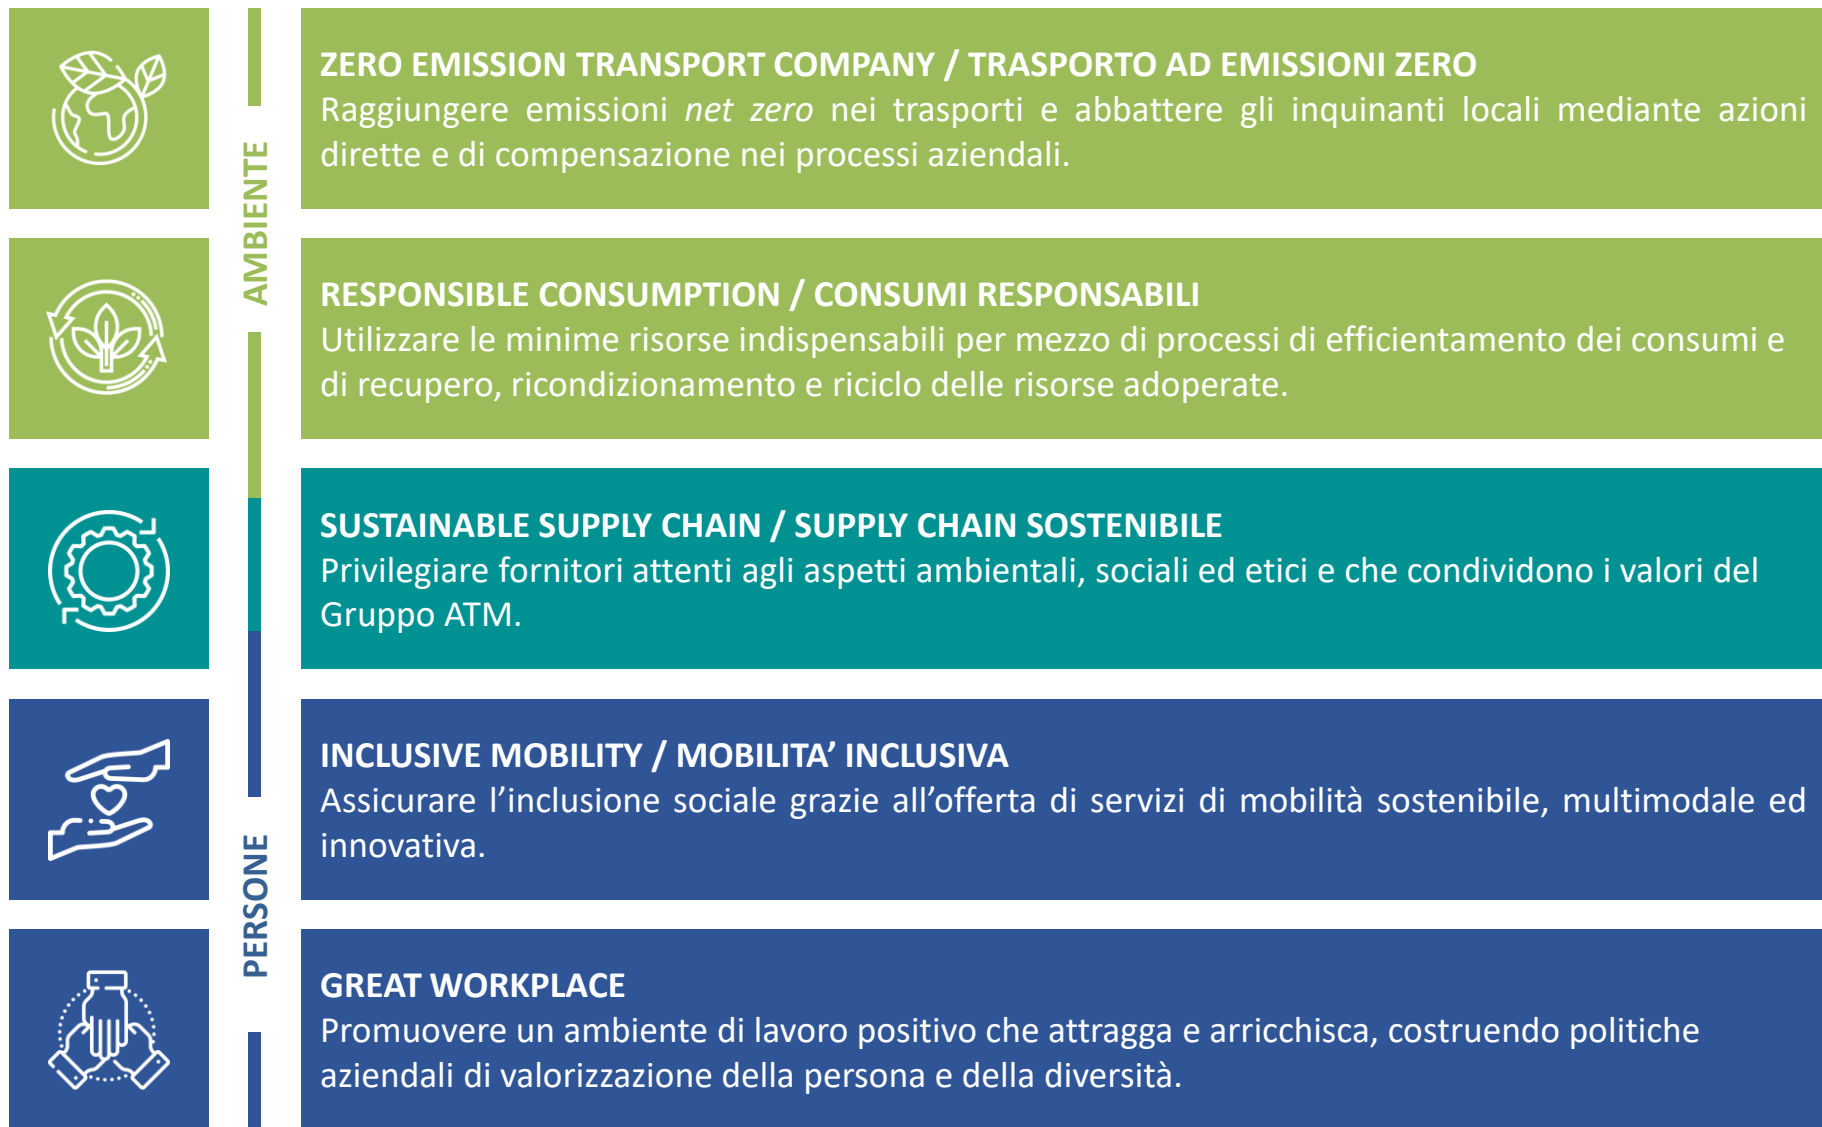 ZERO EMISSION TRANSPORT COMPANY / TRASPORTO AD EMISSIONI ZERO
Raggiungere emissioni net zero nei trasporti e abbattere gli inquinanti locali mediante azioni
dirette e di compensazione nei processi aziendali.
AMBIENTE
RESPONSIBLE CONSUMPTION / CONSUMI RESPONSABILI
Utilizzare le minime risorse indispensabili per mezzo di processi di efficientamento dei consumi e
di recupero, ricondizionamento e riciclo delle risorse adoperate.
SUSTAINABLE SUPPLY CHAIN / SUPPLY CHAIN SOSTENIBILE
Privilegiare fornitori attenti agli aspetti ambientali, sociali ed etici e che condividono i valori del
Gruppo ATM.
INCLUSIVE MOBILITY / MOBILITA’ INCLUSIVA
Assicurare l’inclusione sociale grazie all’offerta di servizi di mobilità sostenibile, multimodale ed
innovativa.
PERSONE
GREAT WORKPLACE
Promuovere un ambiente di lavoro positivo che attragga e arricchisca, costruendo politiche
aziendali di valorizzazione della persona e della diversità.